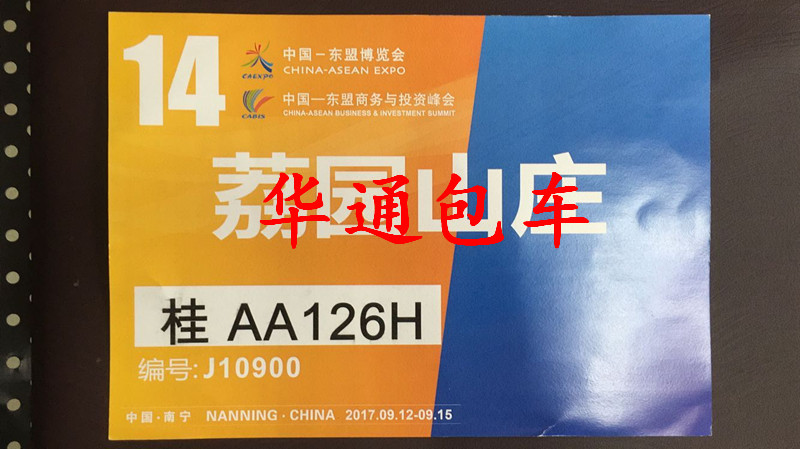 14
中国－东盟博览会
CHINA-ASEAN EXPO
CAEXPO
中国—东盟商务与投资峰会
CHINA-ASEAN BUSINESS & INVESTMENT SUMMIT
CABIS
荔园山庄
华通包车
桂 AA126H
编号:J10900
中国·南宁 NANNING·CHINA 2017.09.12-09.15